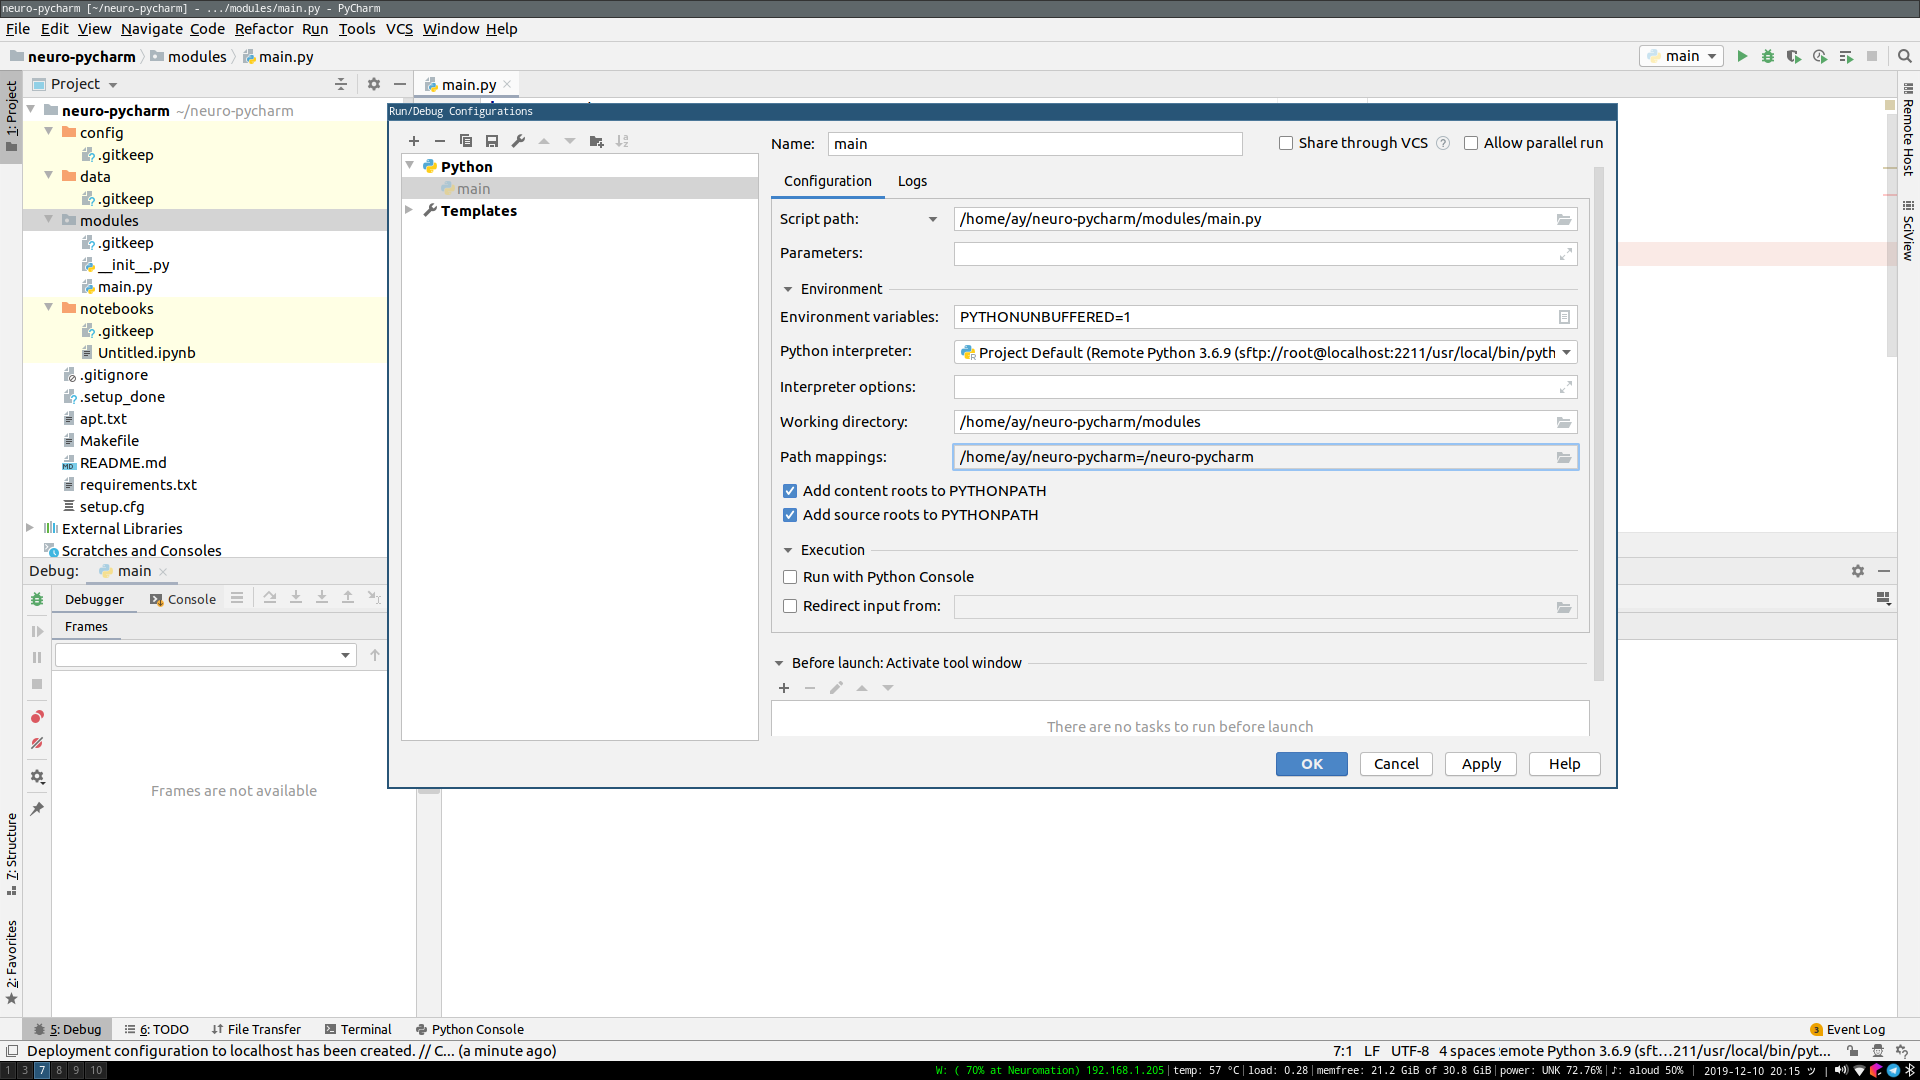 neuro-pycharm [~/neuro-pycharm] - .../modules/main.py - PyCharm
File Edit View Navigate Code Refactor Run Tools VCS Window Help
neuro-pycharm modules main.py
main
Project
main.py
1: Project
Remote Host
SciView
neuro-pycharm ~/neuro-pycharm
config
.gitkeep
data
.gitkeep
modules
.gitkeep
__init__.py
main.py
notebooks
.gitkeep
Untitled.ipynb
.gitignore
.setup_done
apt.txt
Makefile
README.md
requirements.txt
setup.cfg
External Libraries
Scratches and Consoles
Run/Debug Configurations
Python
main
Templates
Name: main
Share through VCS ?
Allow parallel run
Configuration Logs
Script path: /home/ay/neuro-pycharm/modules/main.py
Parameters:
Environment
Environment variables: PYTHONUNBUFFERED=1
Python interpreter: Project Default (Remote Python 3.6.9 (sftp://root@localhost:2211/usr/local/bin/pyth
Interpreter options:
Working directory: /home/ay/neuro-pycharm/modules
Path mappings: /home/ay/neuro-pycharm=/neuro-pycharm
Add content roots to PYTHONPATH
Add source roots to PYTHONPATH
Execution
Run with Python Console
Redirect input from:
Before launch: Activate tool window
There are no tasks to run before launch
OK Cancel Apply Help
Debug: main
Debugger Console
Frames
Frames are not available
7: Structure
2: Favorites
5: Debug 6: TODO File Transfer Terminal Python Console
3 Event Log
Deployment configuration to localhost has been created. // C... (a minute ago)
7:1 LF UTF-8 4 spaces emote Python 3.6.9 (sft...211/usr/local/bin/pyt...
1 3 7 8 9 10
W: ( 70% at Neuromation) 192.168.1.205 | temp: 57 °C | load: 0.28 | memfree: 21.2 GiB of 30.8 GiB | power: UNK 72.76% | ♪: aloud 50% | 2019-12-10 20:15 ツ |